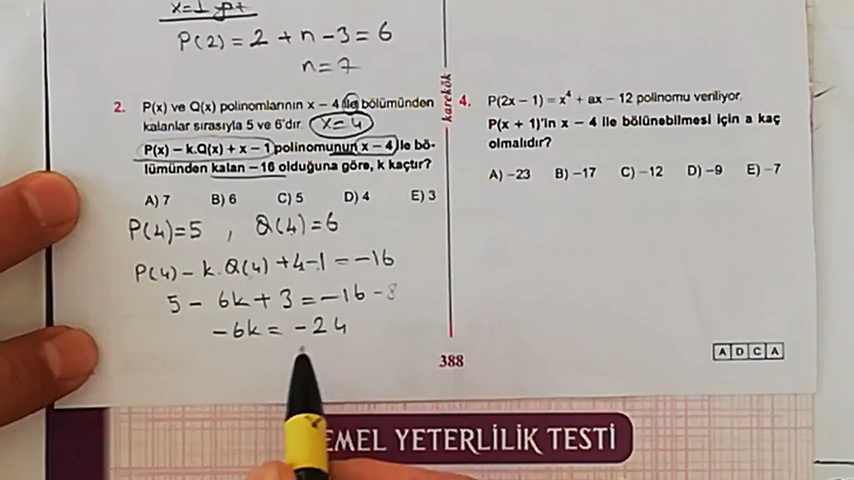 x=1
P(2) = 2 + n - 3 = 6
n = 7
2. P(x) ve Q(x) polinomlarının x – 4 ile bölümünden
kalanlar sırasıyla 5 ve 6'dır. x=4
P(x) – k.Q(x) + x – 1 polinomunun x – 4 ile bö-
lümünden kalan –16 olduğuna göre, k kaçtır?
A) 7 B) 6 C) 5 D) 4 E) 3
P(4)=5 , Q(4)=6
P(4) - k.Q(4) + 4-1 = -16
5 - 6k + 3 = -16 -8
-6k = -24
karekök
4. P(2x – 1) = x⁴ + ax – 12 polinomu veriliyor.
P(x + 1)'in x – 4 ile bölünebilmesi için a kaç
olmalıdır?
A) –23 B) –17 C) –12 D) –9 E) –7
388
A D C A
EMEL YETERLİLİK TESTİ